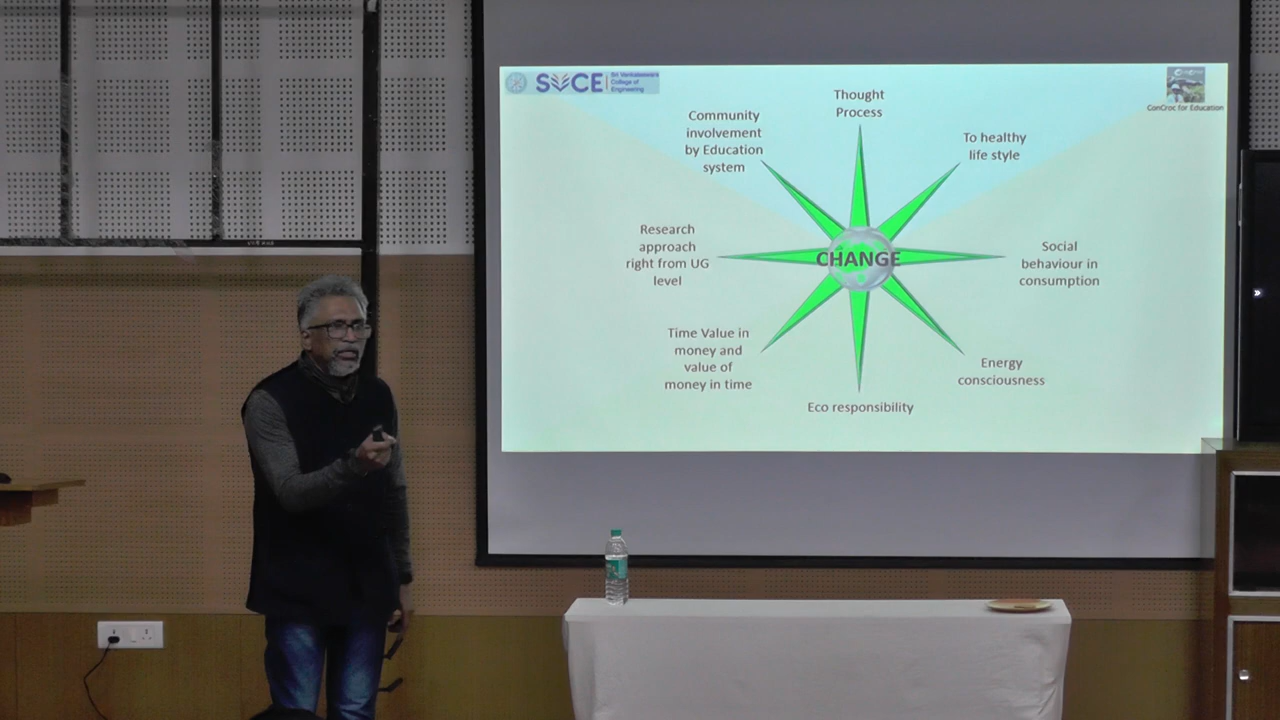 SVCE
Sri Venkateswara
College of
Engineering
ConCroc for Education
Thought
Process
Community
involvement
by Education
system
To healthy
life style
Research
approach
right from UG
level
CHANGE
Social
behaviour in
consumption
Time Value in
money and
value of
money in time
Energy
consciousness
Eco responsibility